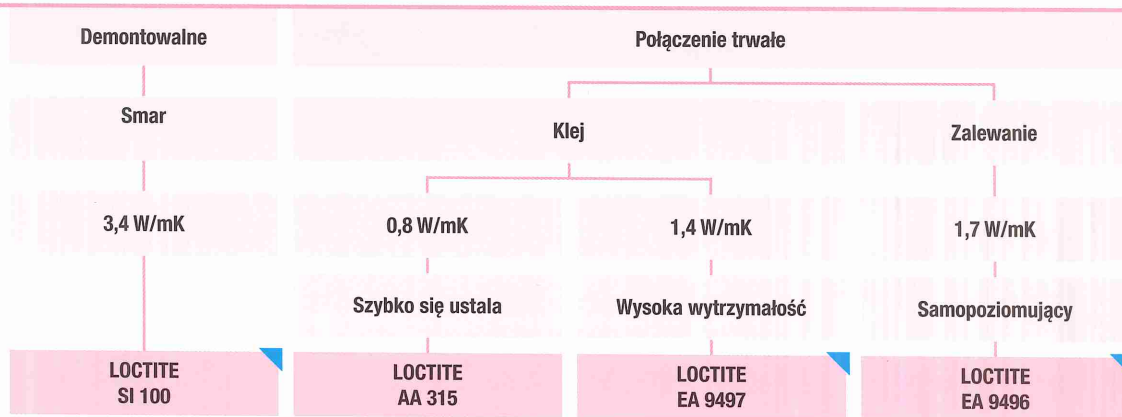 Demontowalne
Połączenie trwałe
Smar
Klej
Zalewanie
3,4 W/mK
0,8 W/mK
1,4 W/mK
1,7 W/mK
Szybko się ustala
Wysoka wytrzymałość
Samopoziomujący
LOCTITE
SI 100
LOCTITE
AA 315
LOCTITE
EA 9497
LOCTITE
EA 9496